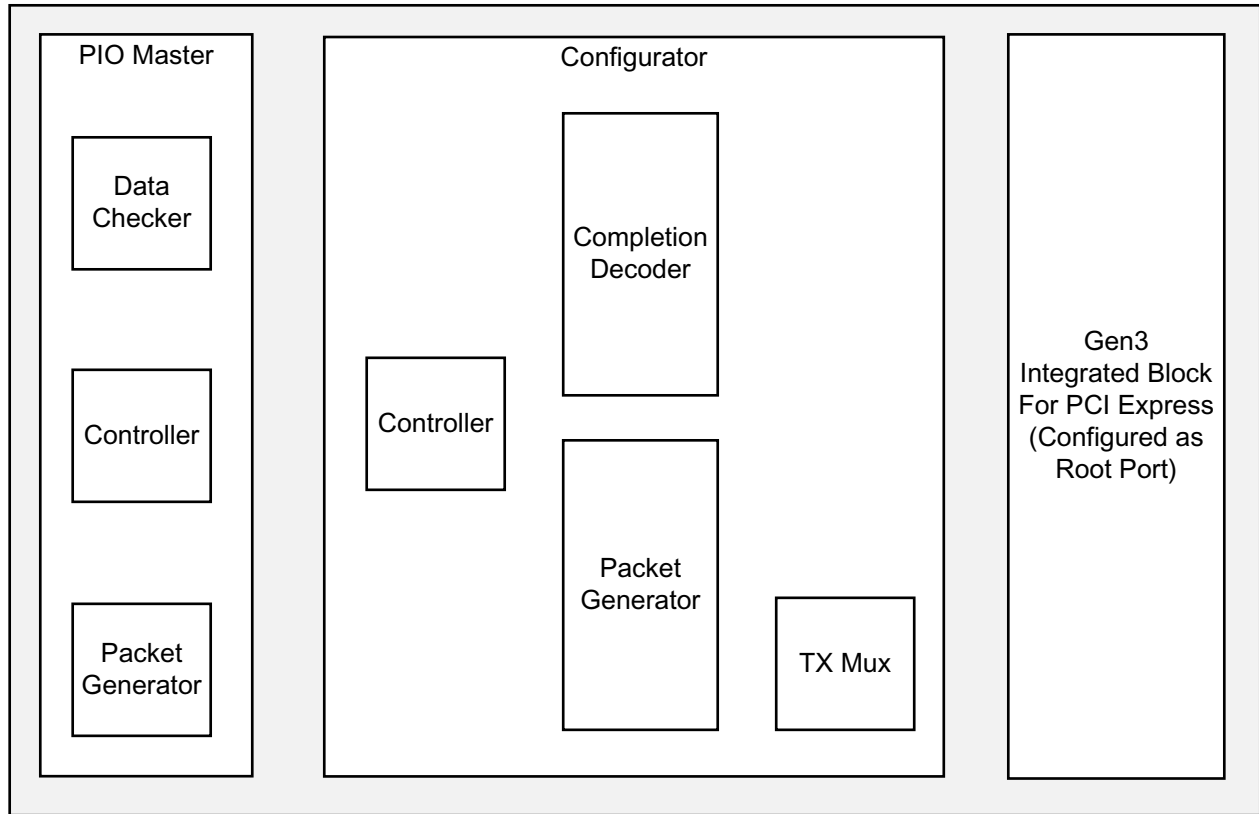 PIO Master
Data
Checker
Controller
Packet
Generator
Configurator
Completion
Decoder
Controller
Packet
Generator
TX Mux
Gen3
Integrated Block
For PCI Express
(Configured as
Root Port)